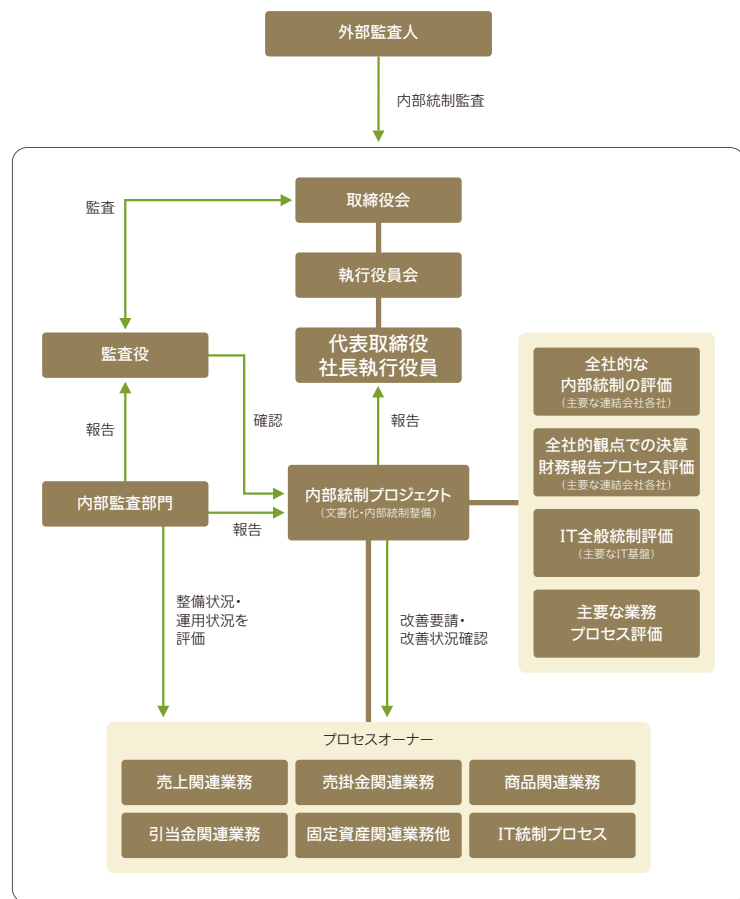 外部監査人
内部統制監査
取締役会
監査
執行役員会
監査役
代表取締役
社長執行役員
報告
確認
報告
内部監査部門
報告
内部統制プロジェクト
（文書化・内部統制整備）
全社的な
内部統制の評価
（主要な連結会社各社）
全社的観点での決算
財務報告プロセス評価
（主要な連結会社各社）
IT全般統制評価
（主要なIT基盤）
主要な業務
プロセス評価
整備状況・
運用状況を
評価
改善要請・
改善状況確認
プロセスオーナー
売上関連業務
売掛金関連業務
商品関連業務
引当金関連業務
固定資産関連業務他
IT統制プロセス